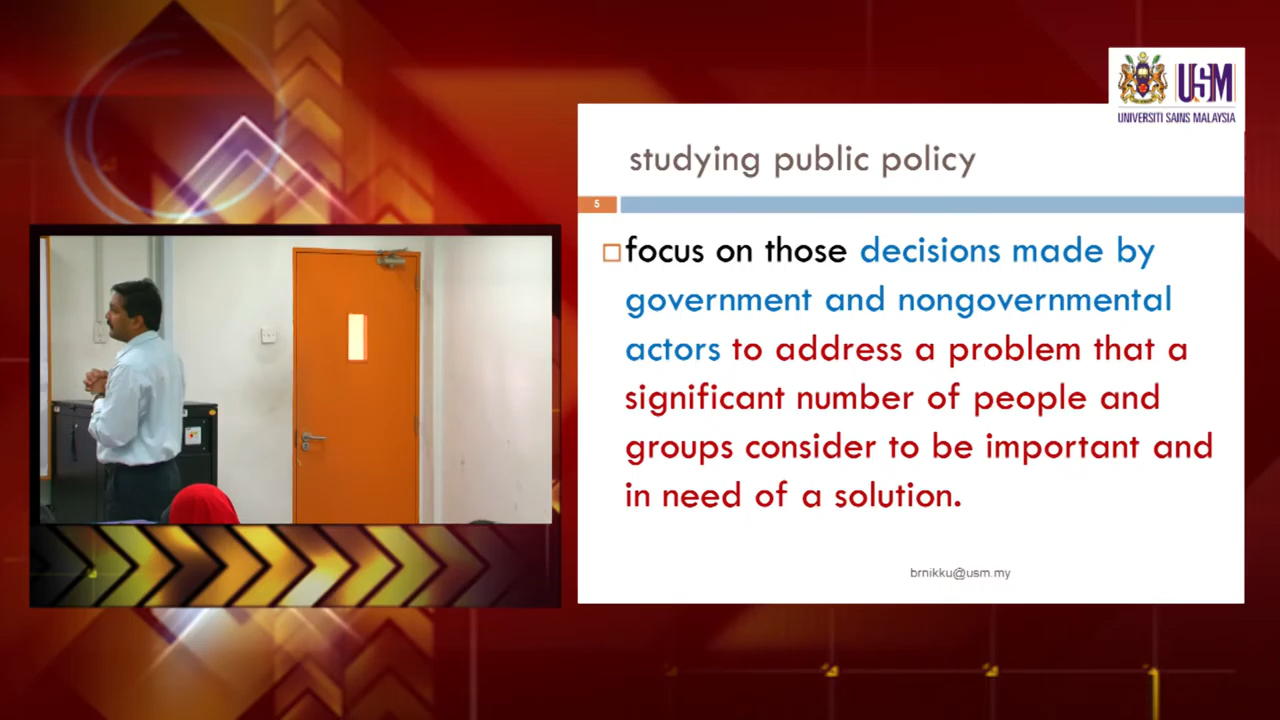 USM
UNIVERSITI SAINS MALAYSIA
studying public policy
5
focus on those decisions made by
government and nongovernmental
actors to address a problem that a
significant number of people and
groups consider to be important and
in need of a solution.
brnikku@usm.my